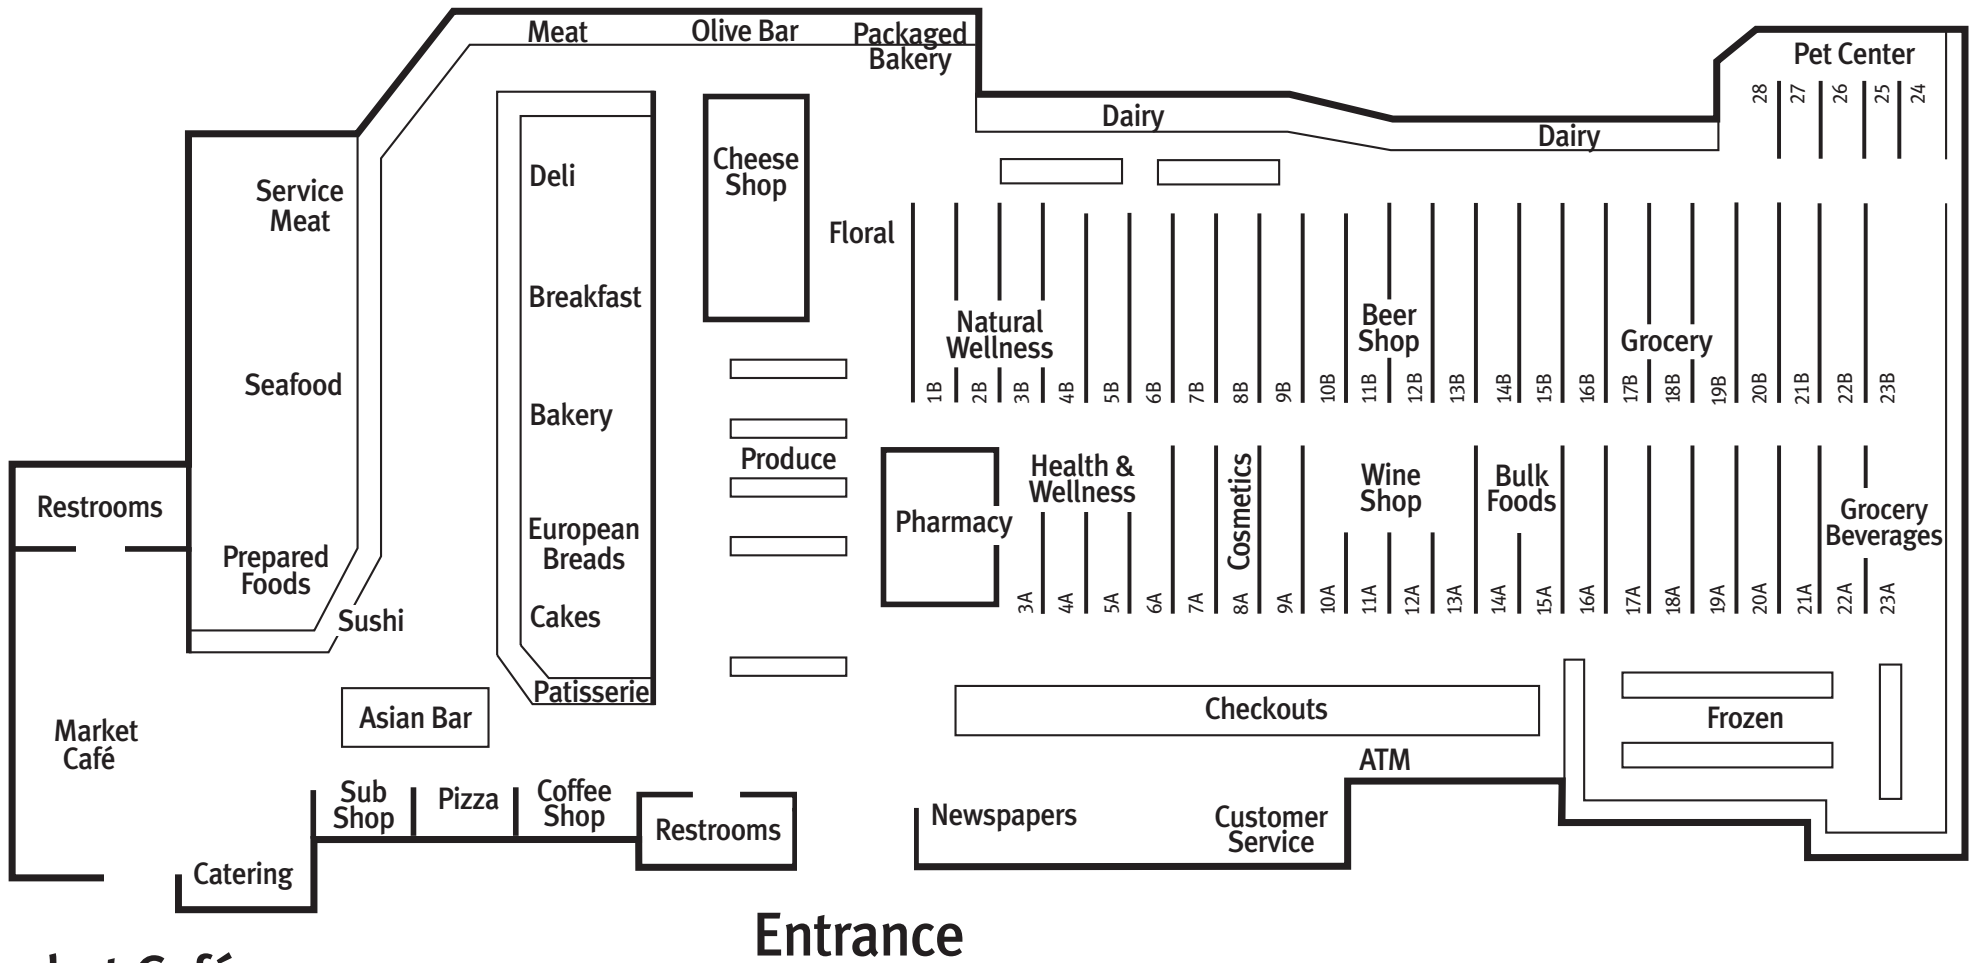 Meat
Olive Bar
Packaged
Bakery
Pet Center
28
27
26
25
24
Dairy
Dairy
Service
Meat
Deli
Cheese
Shop
Floral
Breakfast
Natural
Wellness
Beer
Shop
Grocery
Seafood
Bakery
1B
2B
3B
4B
5B
6B
7B
8B
9B
10B
11B
12B
13B
14B
15B
16B
17B
18B
19B
20B
21B
22B
23B
Produce
Restrooms
Prepared
Foods
European
Breads
Pharmacy
Health &
Wellness
Cosmetics
Wine
Shop
Bulk
Foods
Grocery
Beverages
Sushi
Cakes
3A
4A
5A
6A
7A
8A
9A
10A
11A
12A
13A
14A
15A
16A
17A
18A
19A
20A
21A
22A
23A
Patisserie
Market
Café
Asian Bar
Checkouts
Frozen
ATM
Sub
Shop
Pizza
Coffee
Shop
Restrooms
Newspapers
Customer
Service
Catering
Entrance
Café